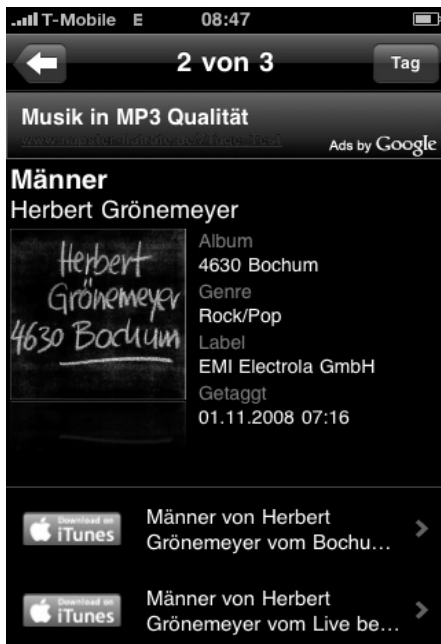 T-Mobile E 08:47
2 von 3
Tag
Musik in MP3 Qualität
Ads by Google
Männer
Herbert Grönemeyer
Herbert
Grönemeyer
4630 Bochum
Album
4630 Bochum
Genre
Rock/Pop
Label
EMI Electrola GmbH
Getaggt
01.11.2008 07:16
Download on
iTunes
Männer von Herbert
Grönemeyer vom Bochu...
Download on
iTunes
Männer von Herbert
Grönemeyer vom Live be...